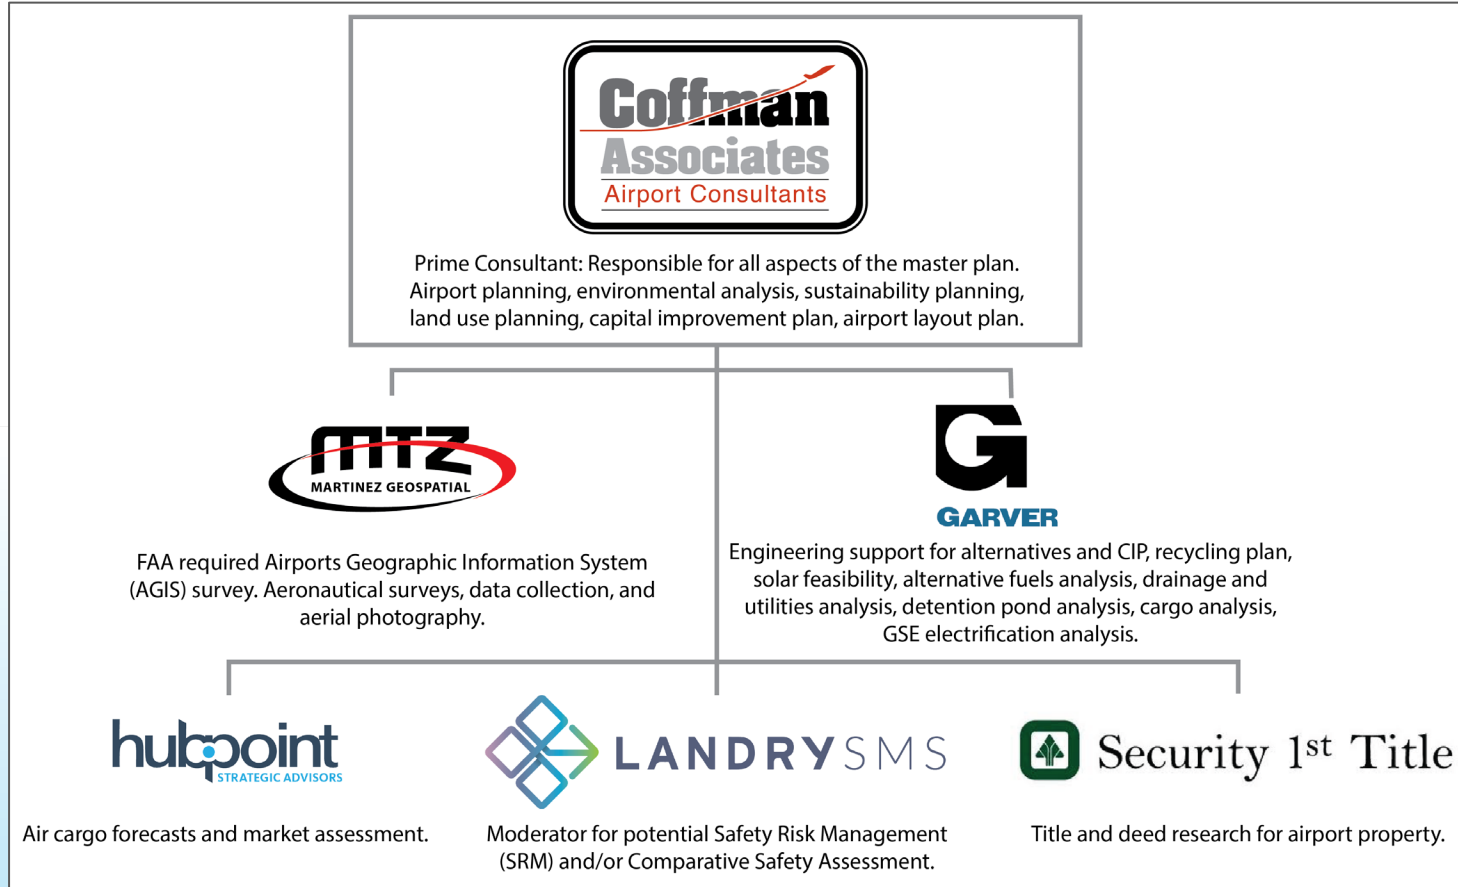 Coffman
Associates
Airport Consultants
Prime Consultant: Responsible for all aspects of the master plan.
Airport planning, environmental analysis, sustainability planning,
land use planning, capital improvement plan, airport layout plan.
MTZ
MARTINEZ GEOSPATIAL
FAA required Airports Geographic Information System
(AGIS) survey. Aeronautical surveys, data collection, and
aerial photography.
G
GARVER
Engineering support for alternatives and CIP, recycling plan,
solar feasibility, alternative fuels analysis, drainage and
utilities analysis, detention pond analysis, cargo analysis,
GSE electrification analysis.
hubpoint
STRATEGIC ADVISORS
Air cargo forecasts and market assessment.
LANDRY SMS
Moderator for potential Safety Risk Management
(SRM) and/or Comparative Safety Assessment.
Security 1st Title
Title and deed research for airport property.